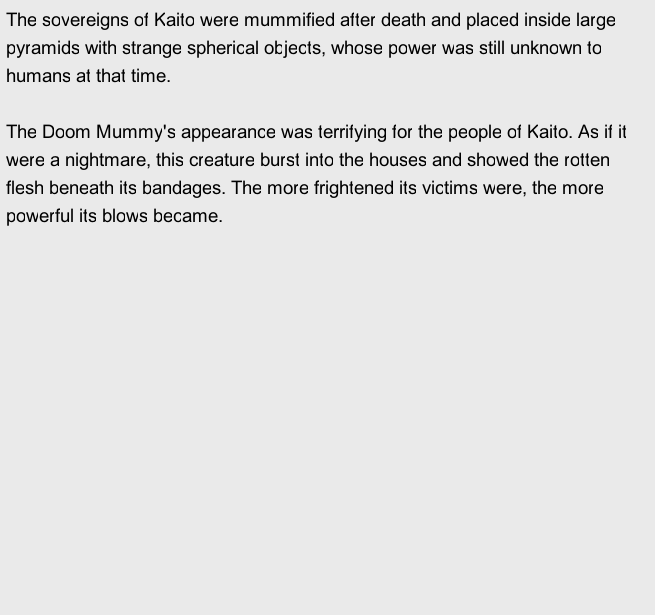 The sovereigns of Kaito were mummified after death and placed inside large
pyramids with strange spherical objects, whose power was still unknown to
humans at that time.

The Doom Mummy's appearance was terrifying for the people of Kaito. As if it
were a nightmare, this creature burst into the houses and showed the rotten
flesh beneath its bandages. The more frightened its victims were, the more
powerful its blows became.